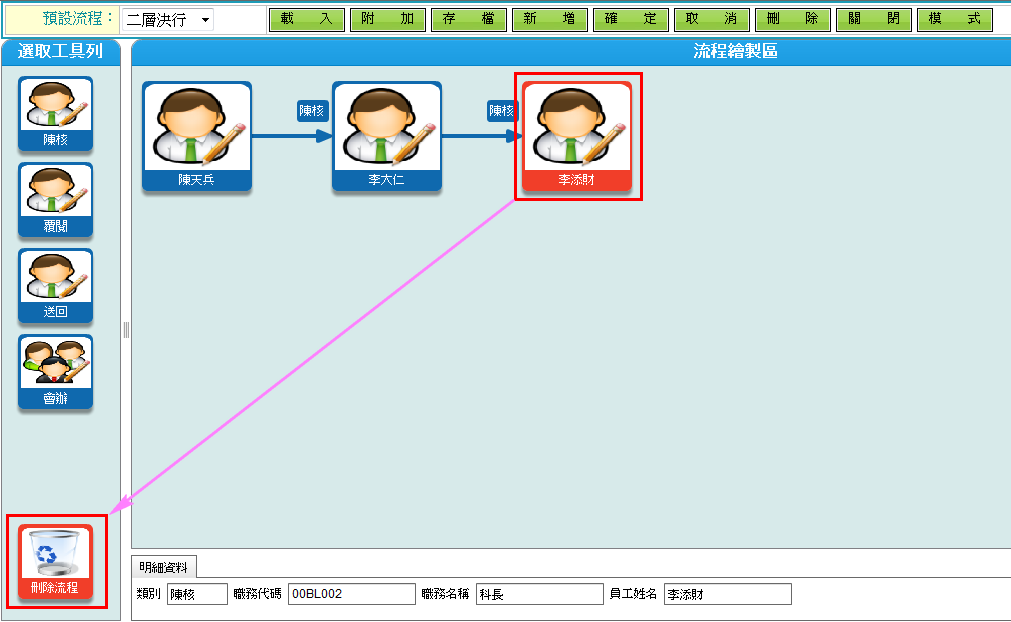 預設流程： 二層決行 載 入 附 加 存 檔 新 增 確 定 取 消 刪 除 關 閉 模 式
選取工具列
流程繪製區
陳核
覆閱
送回
會辦
刪除流程
陳天兵
陳核
李大仁
陳核
李添財
明細資料
類別 陳核 職務代碼 00BL002 職務名稱 科長 員工姓名 李添財